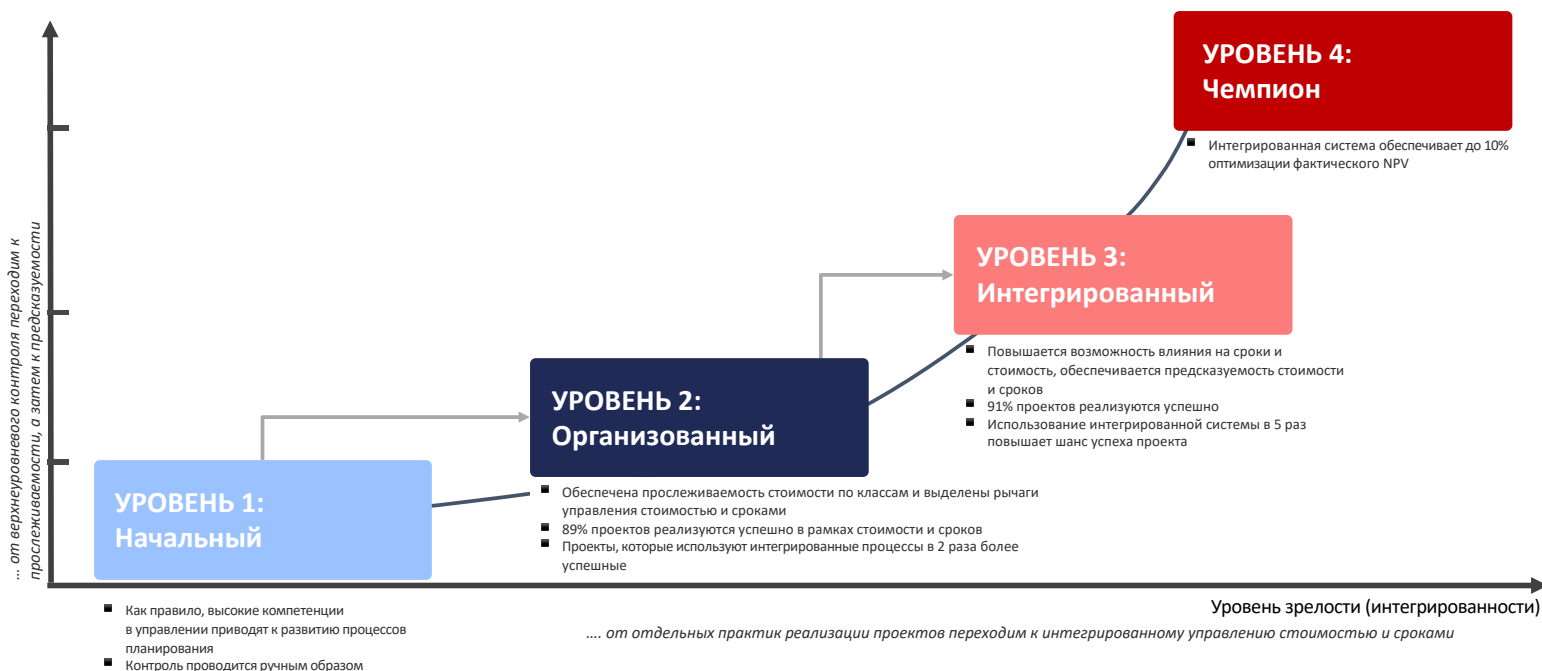 УРОВЕНЬ 4:
Чемпион
Интегрированная система обеспечивает до 10%
оптимизации фактического NPV
УРОВЕНЬ 3:
Интегрированный
Повышается возможность влияния на сроки и
стоимость, обеспечивается предсказуемость стоимости
и сроков
91% проектов реализуются успешно
Использование интегрированной системы в 5 раз
повышает шанс успеха проекта
УРОВЕНЬ 2:
Организованный
Обеспечена прослеживаемость стоимости по классам и выделены рычаги
управления стоимостью и сроками
89% проектов реализуются успешно в рамках стоимости и сроков
Проекты, которые используют интегрированные процессы в 2 раза более
успешные
УРОВЕНЬ 1:
Начальный
Как правило, высокие компетенции
в управлении приводят к развитию процессов
планирования
Контроль проводится ручным образом
... от верхнеуровневого контроля переходим к
прослеживаемости, а затем к предсказуемости
Уровень зрелости (интегрированности)
.... от отдельных практик реализации проектов переходим к интегрированному управлению стоимостью и сроками